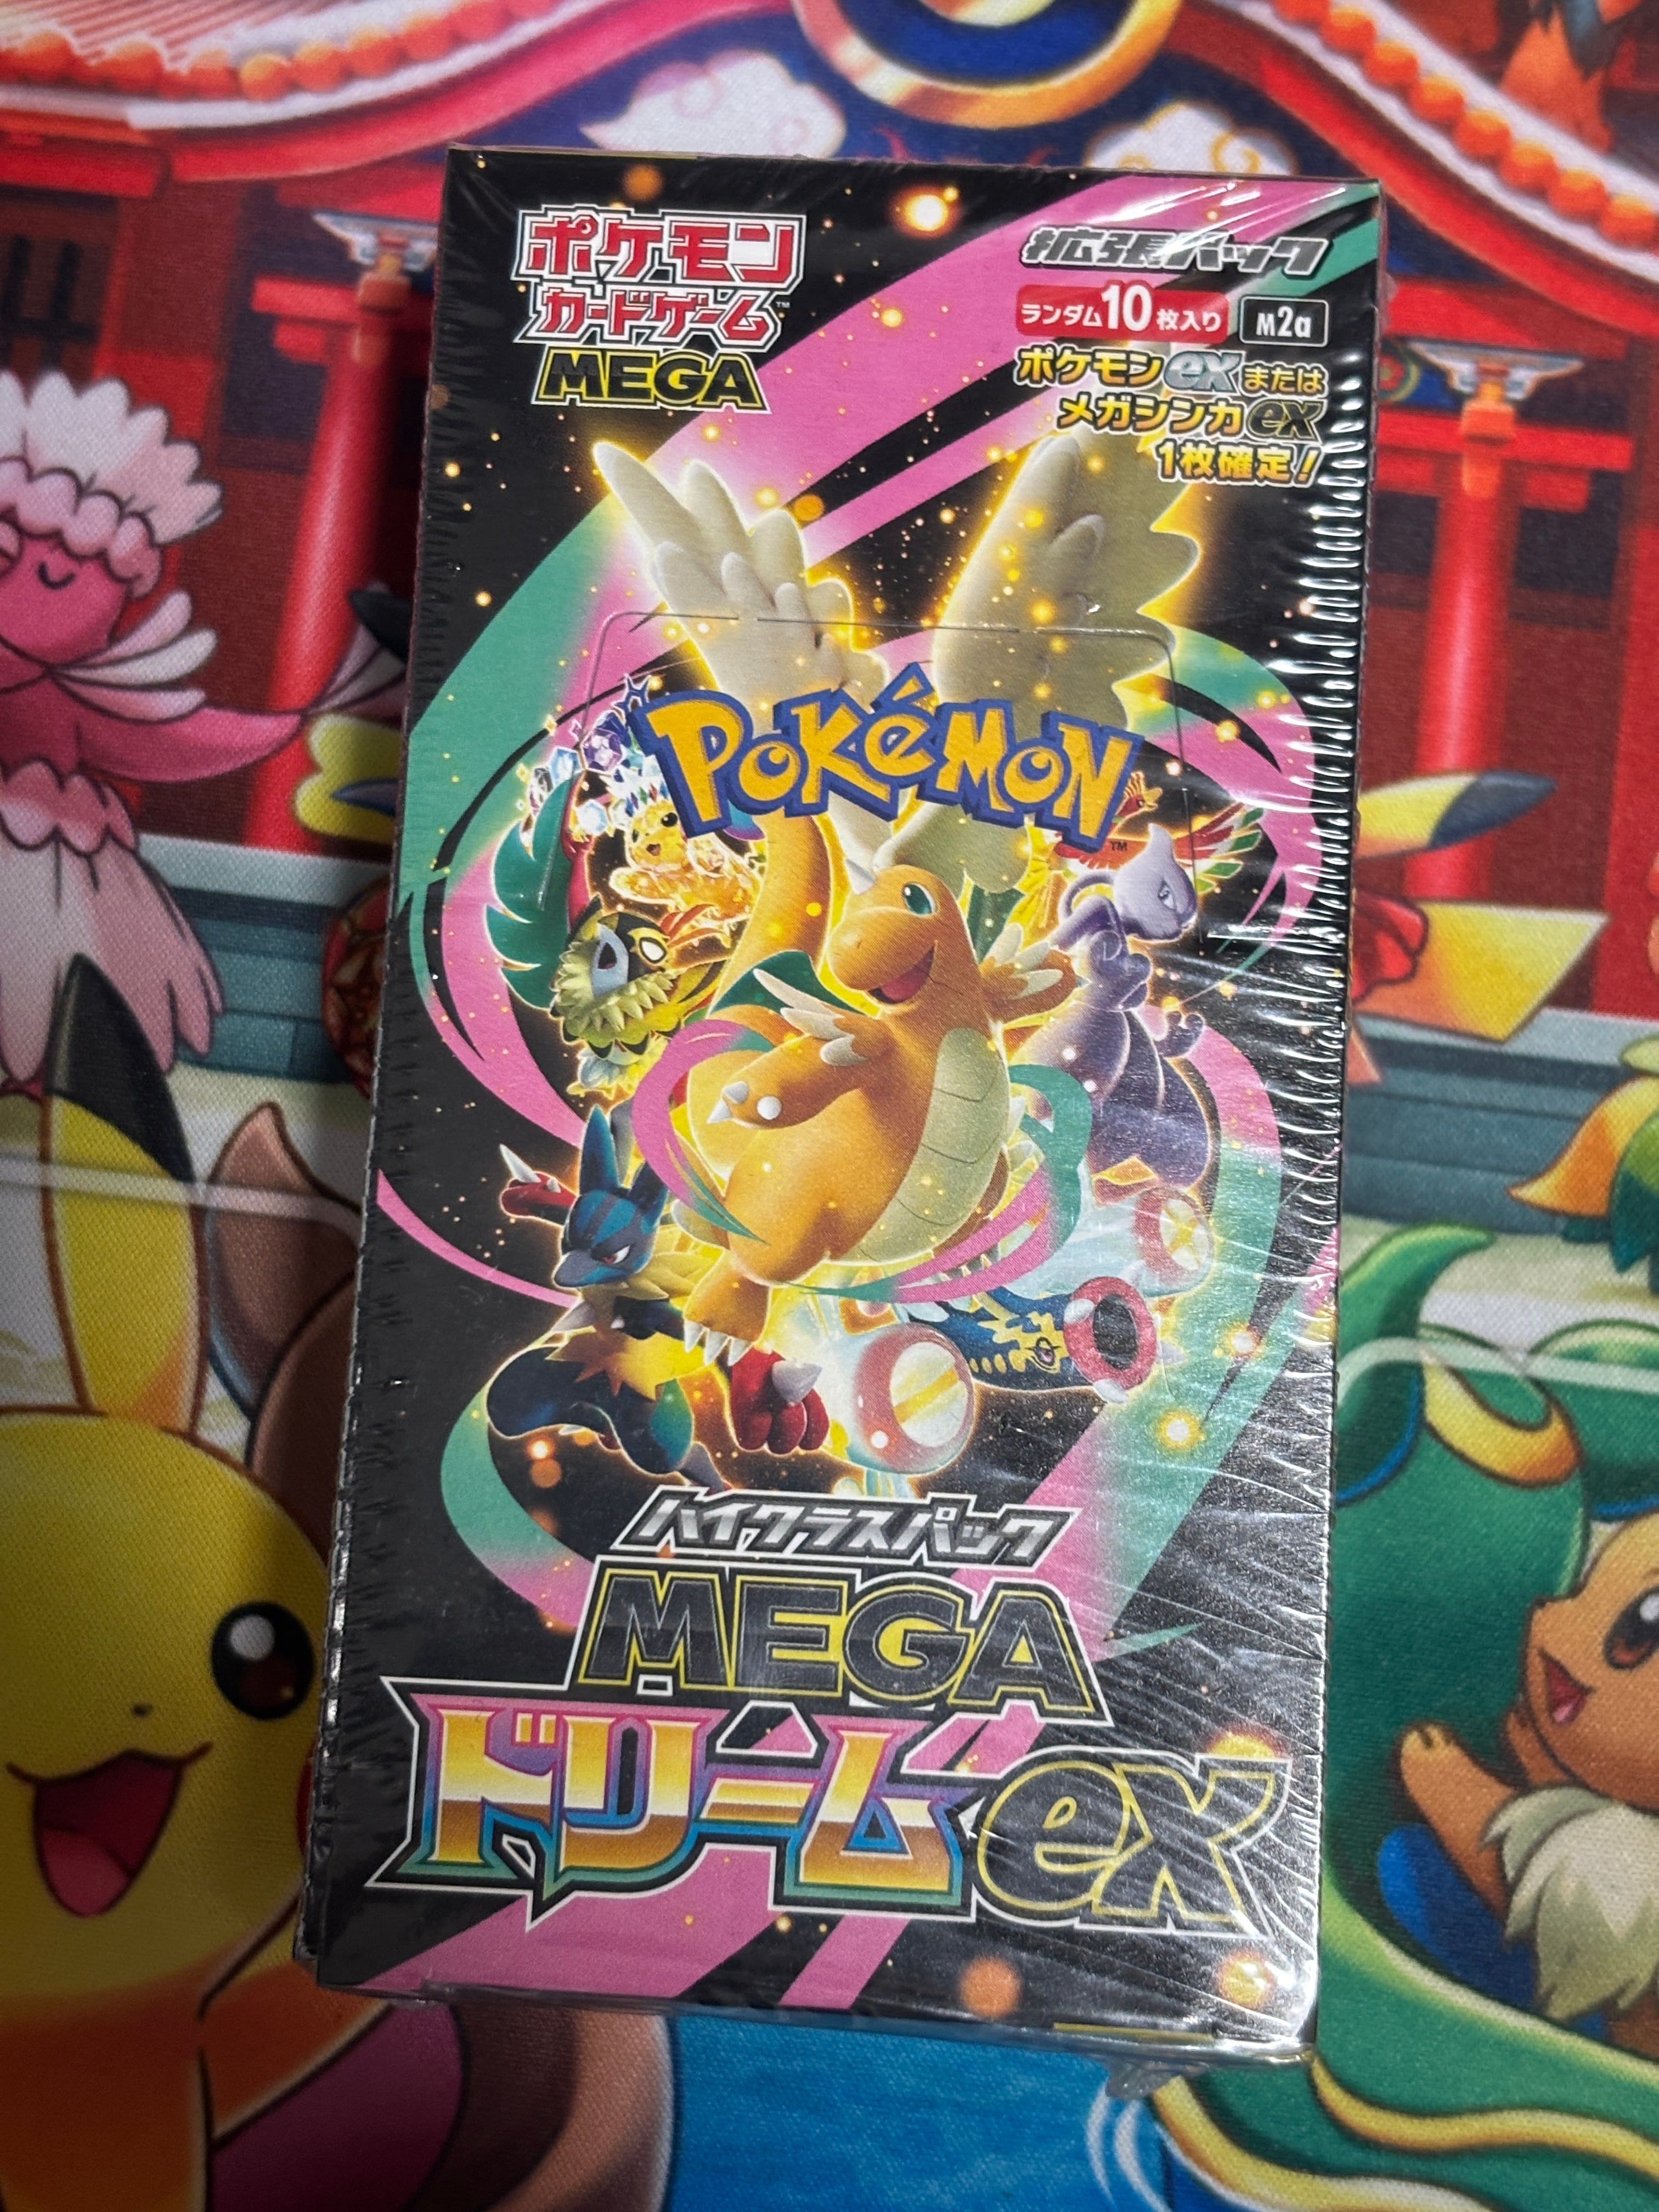 ポケモン
カードゲーム™
MEGA
拡張パック
ランダム10枚入り M2a
ポケモンexまたは
メガシンカex
1枚確定!
POKéMON™
ハイクラスパック
MEGA
ドリームex